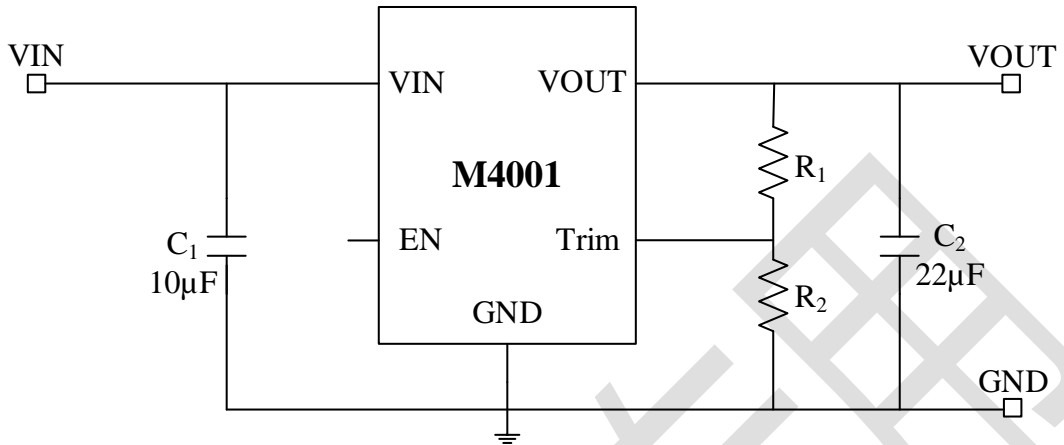 VIN
VOUT
VIN
VOUT
M4001
R₁
EN
Trim
C₁
10µF
C₂
22µF
R₂
GND
GND